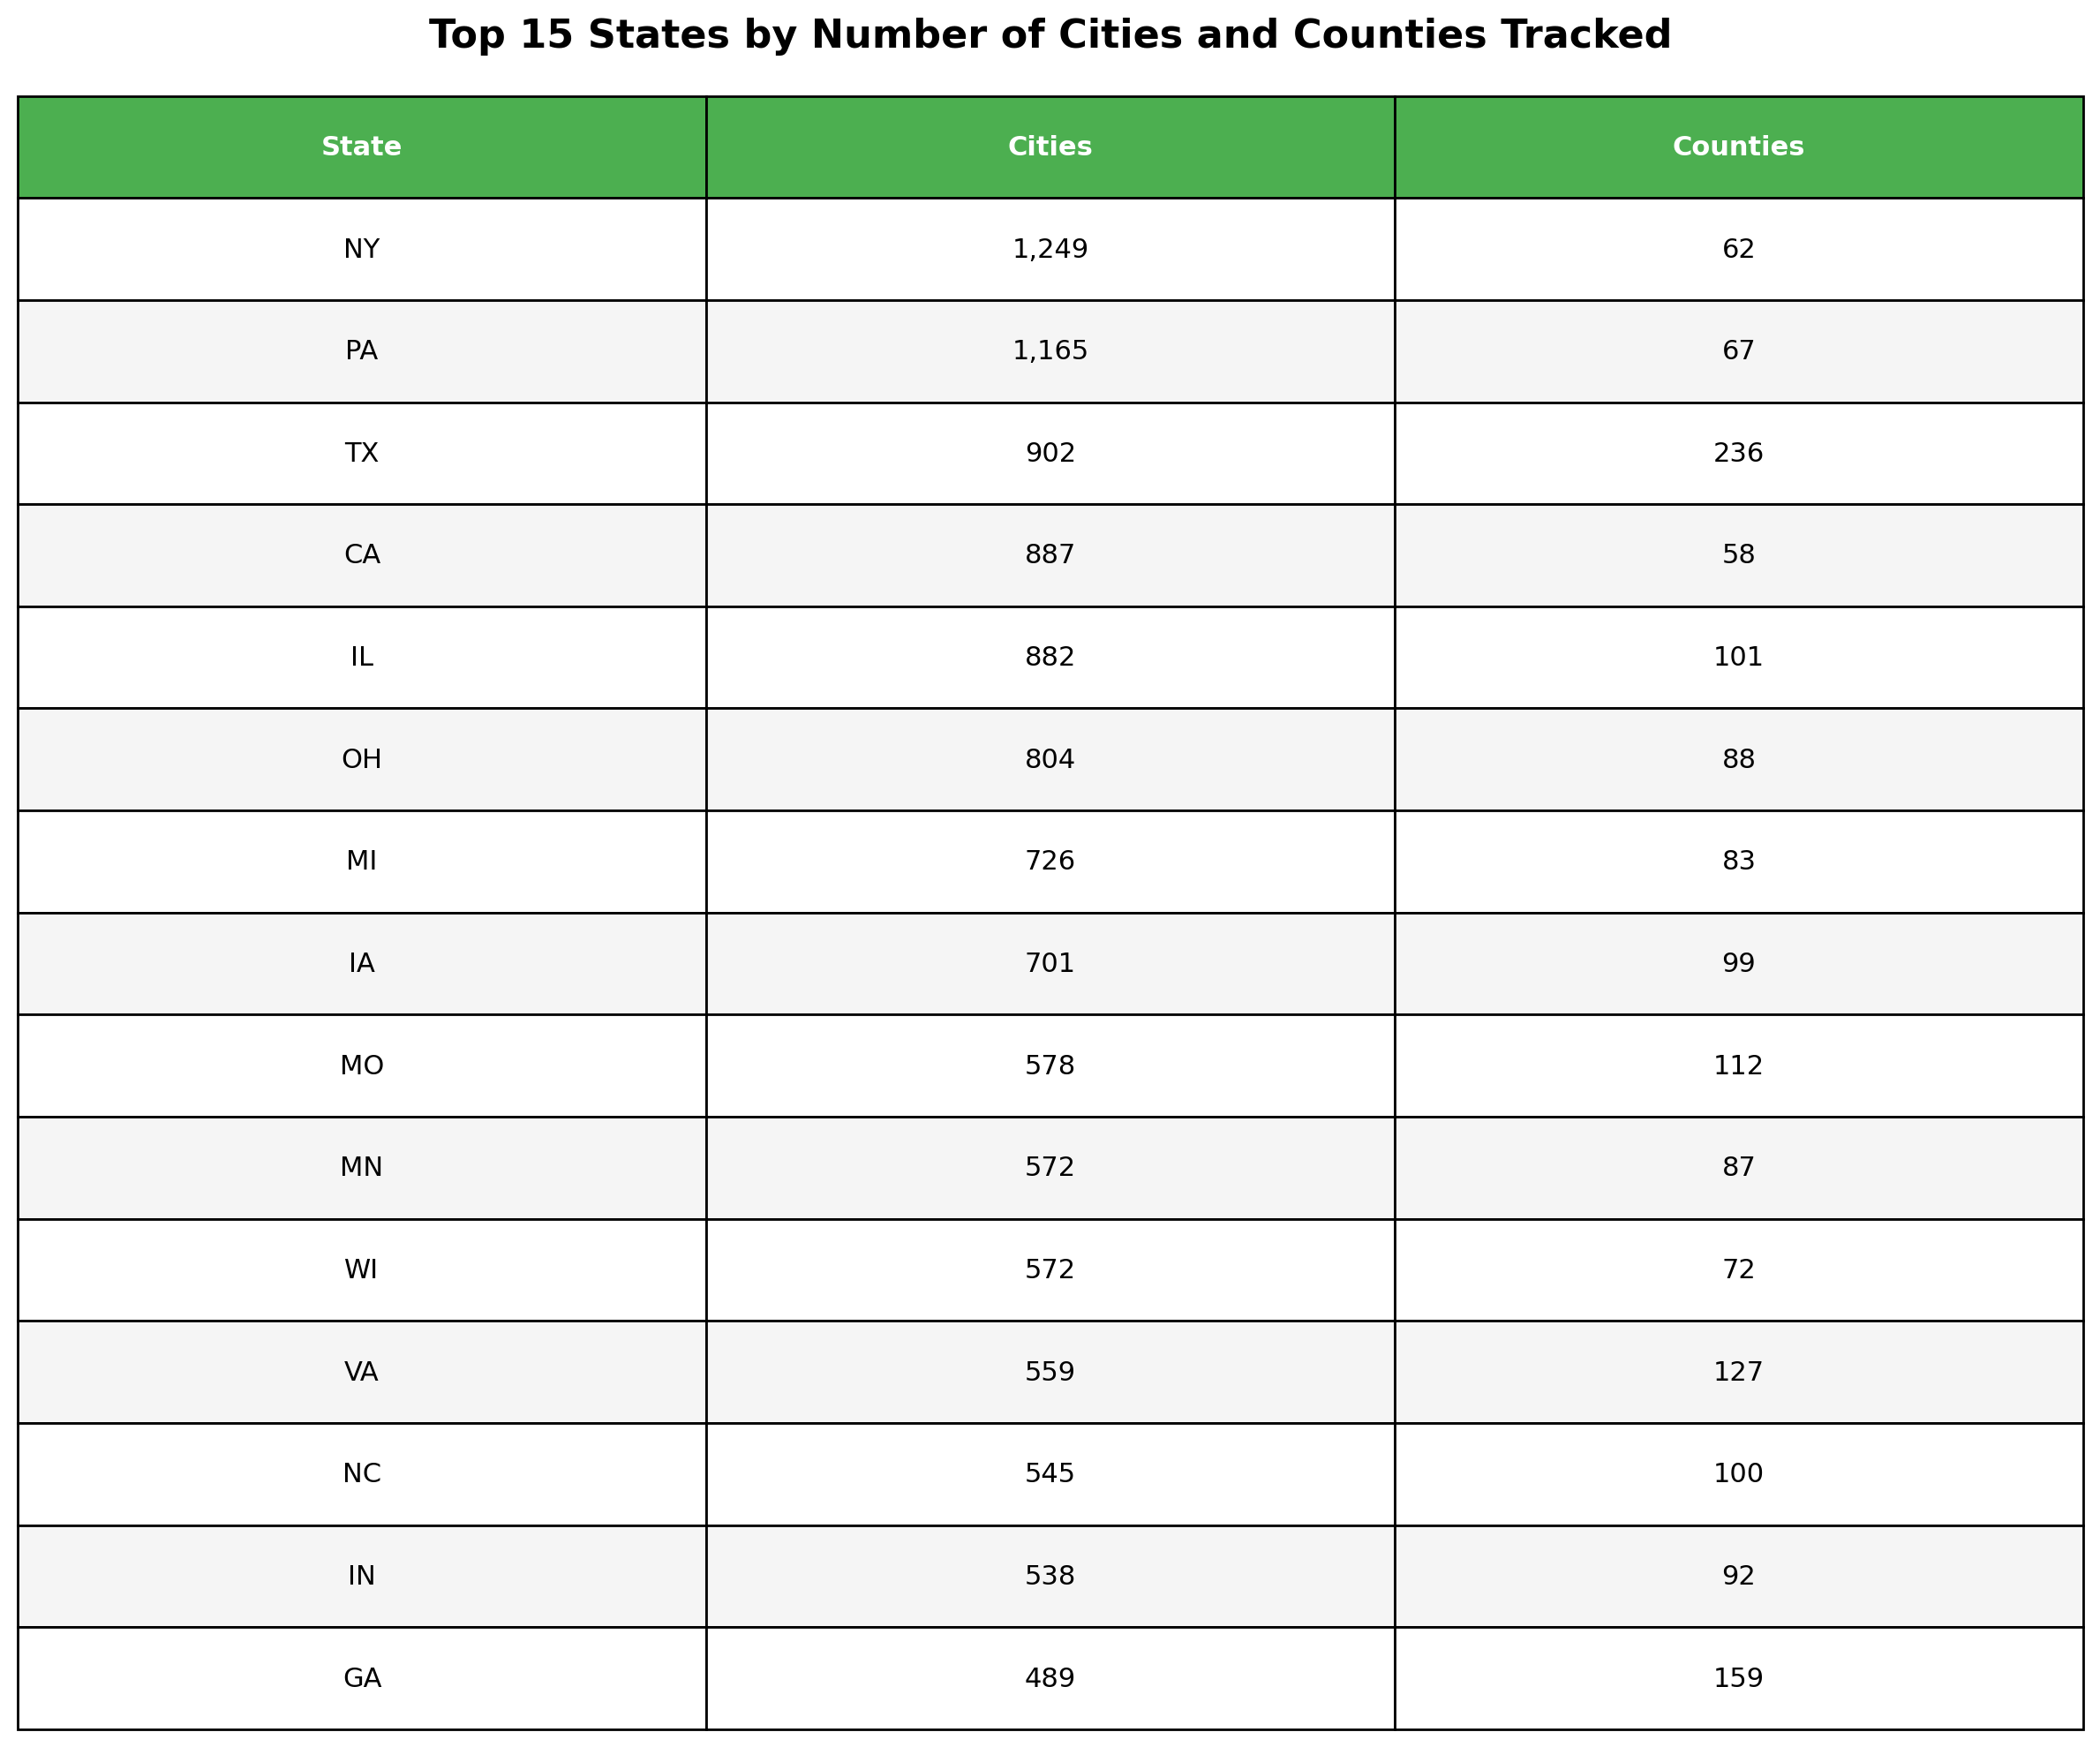 Top 15 States by Number of Cities and Counties Tracked
State Cities Counties
NY 1,249 62
PA 1,165 67
TX 902 236
CA 887 58
IL 882 101
OH 804 88
MI 726 83
IA 701 99
MO 578 112
MN 572 87
WI 572 72
VA 559 127
NC 545 100
IN 538 92
GA 489 159